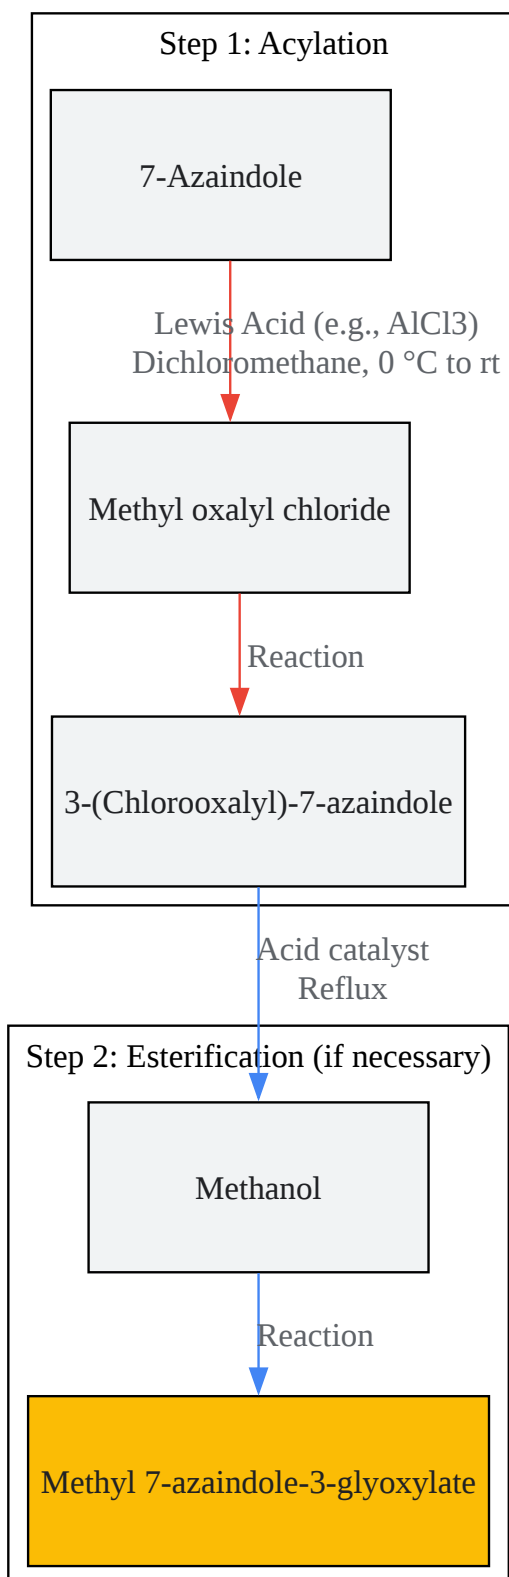 Step 1: Acylation
7-Azaindole
Lewis Acid (e.g., AlCl3)
Dichloromethane, 0 °C to rt
Methyl oxalyl chloride
Reaction
3-(Chlorooxalyl)-7-azaindole
Acid catalyst
Reflux
Step 2: Esterification (if necessary)
Methanol
Reaction
Methyl 7-azaindole-3-glyoxylate